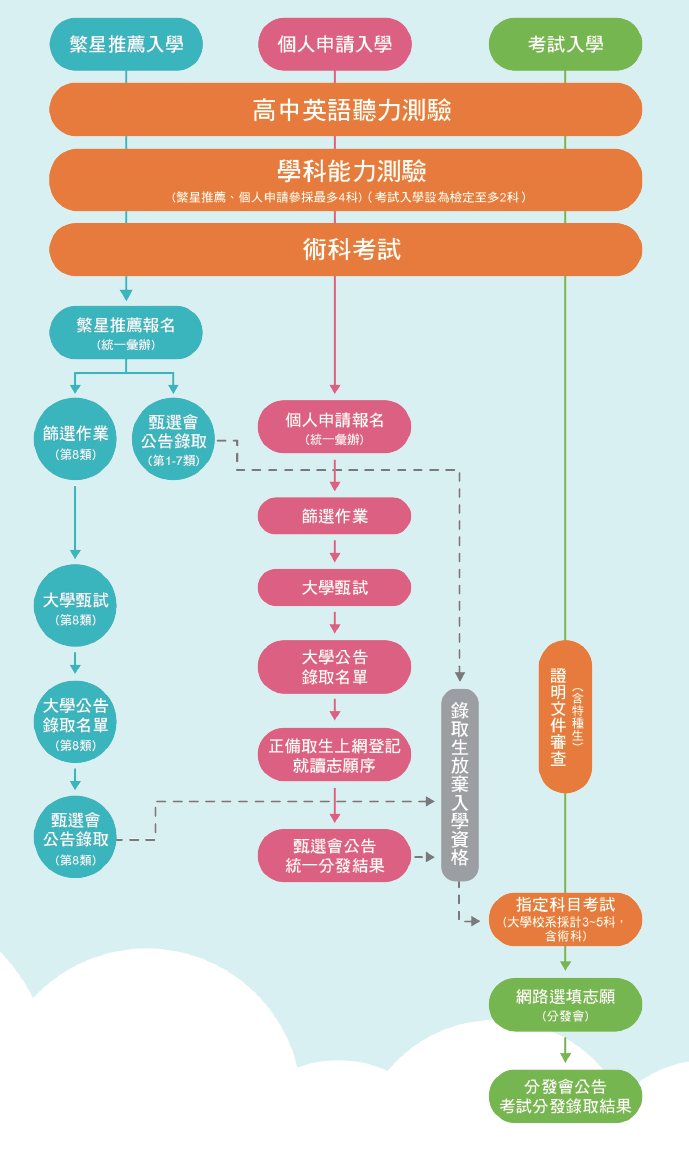 繁星推薦入學
個人申請入學
考試入學
高中英語聽力測驗
學科能力測驗
(繁星推薦、個人申請參採最多4科)(考試入學設為檢定至多2科)
術科考試
繁星推薦報名
(統一彙辦)
篩選作業
(第8類)
甄選會
公告錄取
(第1-7類)
大學甄試
(第8類)
大學公告
錄取名單
(第8類)
甄選會
公告錄取
(第8類)
個人申請報名
(統一彙辦)
篩選作業
大學甄試
大學公告
錄取名單
正備取生上網登記
就讀志願序
甄選會公告
統一分發結果
錄取生放棄入學資格
證明文件審查
(含特種生)
指定科目考試
(大學校系採計3~5科,
含術科)
網路選填志願
(分發會)
分發會公告
考試分發錄取結果